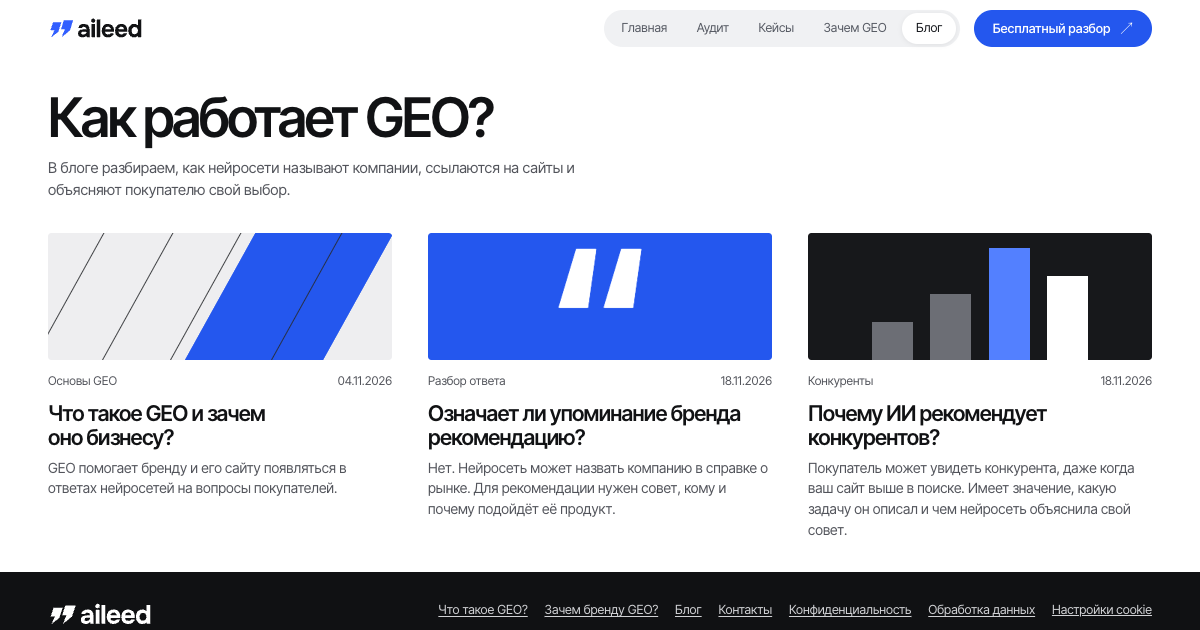 aileed
Главная
Аудит
Кейсы
Зачем GEO
Блог
Бесплатный разбор
Как работает GEO?
В блоге разбираем, как нейросети называют компании, ссылаются на сайты и
объясняют покупателю свой выбор.
Основы GEO
04.11.2026
Что такое GEO и зачем
оно бизнесу?
GEO помогает бренду и его сайту появляться в
ответах нейросетей на вопросы покупателей.
Разбор ответа
18.11.2026
Означает ли упоминание бренда
рекомендацию?
Нет. Нейросеть может назвать компанию в справке о
рынке. Для рекомендации нужен совет, кому и
почему подойдёт её продукт.
Конкуренты
18.11.2026
Почему ИИ рекомендует
конкурентов?
Покупатель может увидеть конкурента, даже когда
ваш сайт выше в поиске. Имеет значение, какую
задачу он описал и чем нейросеть объяснила свой
совет.
aileed
Что такое GEO?
Зачем бренду GEO?
Блог
Контакты
Конфиденциальность
Обработка данных
Настройки cookie